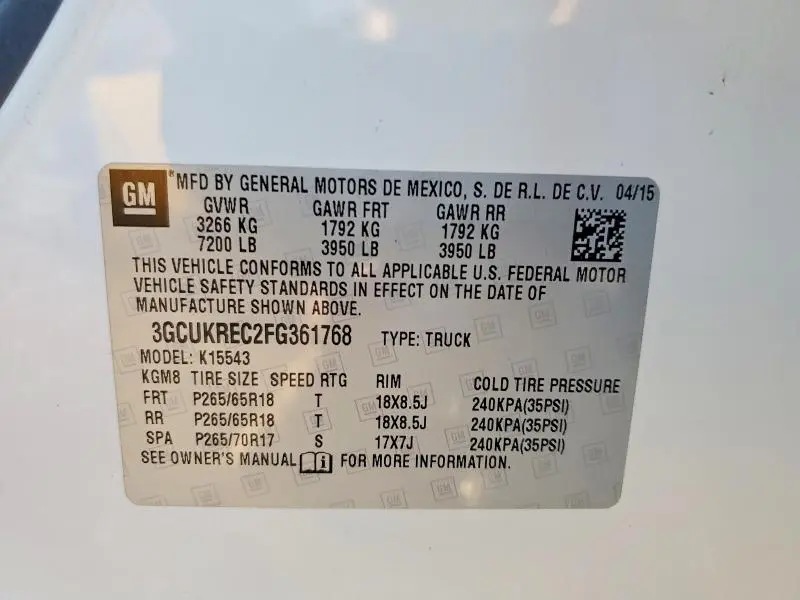 GM ® MFD BY GENERAL MOTORS DE MEXICO, S. DE R.L. DE C.V. 04/15
GVWR GAWR FRT GAWR RR
3266 KG 1792 KG 1792 KG
7200 LB 3950 LB 3950 LB
THIS VEHICLE CONFORMS TO ALL APPLICABLE U.S. FEDERAL MOTOR
VEHICLE SAFETY STANDARDS IN EFFECT ON THE DATE OF
MANUFACTURE SHOWN ABOVE.
3GCUKREC2FG361768 TYPE: TRUCK
MODEL: K15543
KGM8 TIRE SIZE SPEED RTG RIM COLD TIRE PRESSURE
FRT P265/65R18 T 18X8.5J 240KPA(35PSI)
RR P265/65R18 T 18X8.5J 240KPA(35PSI)
SPA P265/70R17 S 17X7J 240KPA(35PSI)
SEE OWNER'S MANUAL i FOR MORE INFORMATION.